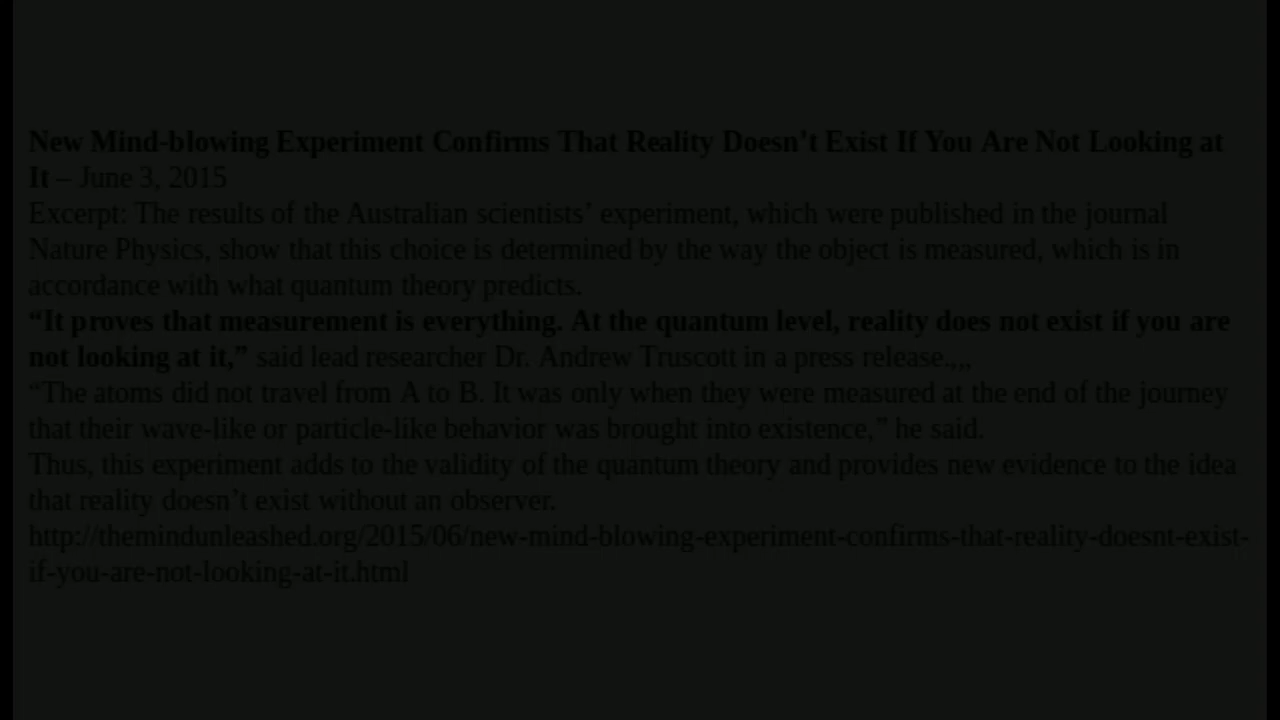 New Mind-blowing Experiment Confirms That Reality Doesn’t Exist If You Are Not Looking at
It – June 3, 2015
Excerpt: The results of the Australian scientists’ experiment, which were published in the journal
Nature Physics, show that this choice is determined by the way the object is measured, which is in
accordance with what quantum theory predicts.
“It proves that measurement is everything. At the quantum level, reality does not exist if you are
not looking at it,” said lead researcher Dr. Andrew Truscott in a press release.,,,
“The atoms did not travel from A to B. It was only when they were measured at the end of the journey
that their wave-like or particle-like behavior was brought into existence,” he said.
Thus, this experiment adds to the validity of the quantum theory and provides new evidence to the idea
that reality doesn’t exist without an observer.
http://themindunleashed.org/2015/06/new-mind-blowing-experiment-confirms-that-reality-doesnt-exist-
if-you-are-not-looking-at-it.html